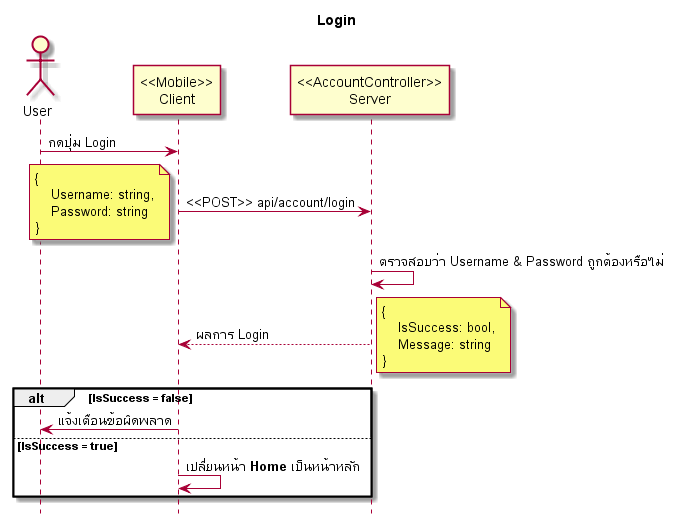 Login
<<Mobile>>
Client
<<AccountController>>
Server
User
กดปุ่ม Login
{
Username: string,
Password: string
}
<<POST>> api/account/login
ตรวจสอบว่า Username & Password ถูกต้องหรือไม่
ผลการ Login
{
IsSuccess: bool,
Message: string
}
alt [IsSuccess = false]
แจ้งเตือนข้อผิดพลาด
[IsSuccess = true]
เปลี่ยนหน้า Home เป็นหน้าหลัก